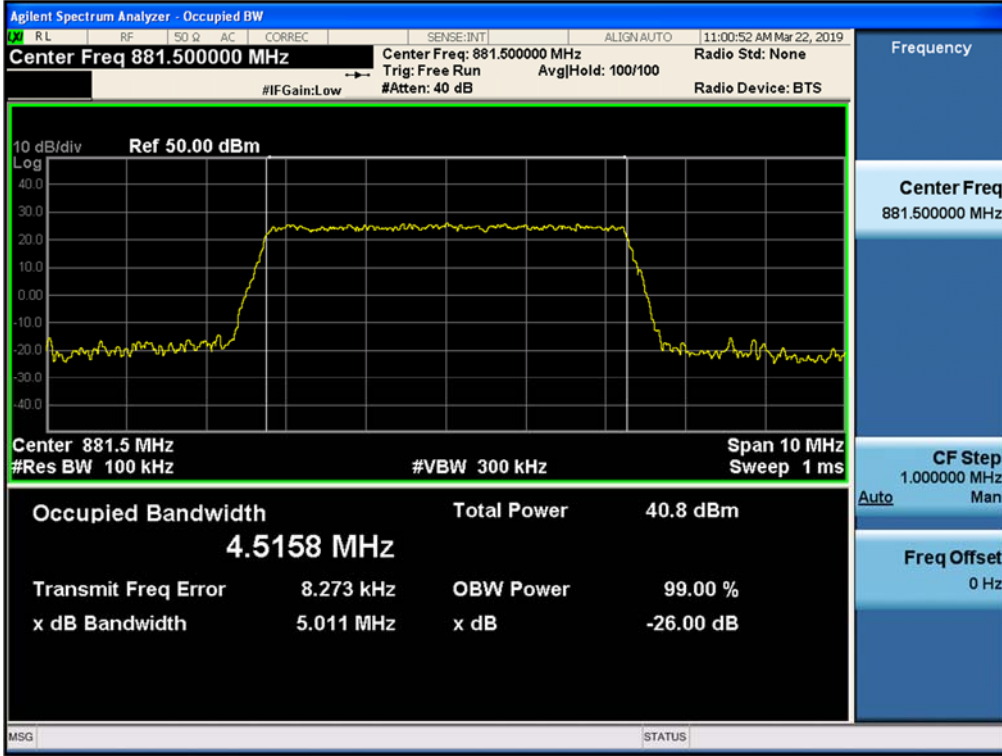 Agilent Spectrum Analyzer - Occupied BW
LXI RL RF 50 Ω AC CORREC SENSE:INT ALIGN AUTO 11:00:52 AM Mar 22, 2019
Center Freq 881.500000 MHz
Center Freq: 881.500000 MHz
Radio Std: None
Trig: Free Run Avg|Hold: 100/100
#IFGain:Low
#Atten: 40 dB
Radio Device: BTS
10 dB/div Ref 50.00 dBm
Log
40.0
30.0
20.0
10.0
0.00
-10.0
-20.0
-30.0
-40.0
Center 881.5 MHz Span 10 MHz
#Res BW 100 kHz #VBW 300 kHz Sweep 1 ms
Occupied Bandwidth Total Power 40.8 dBm
4.5158 MHz
Transmit Freq Error 8.273 kHz OBW Power 99.00 %
x dB Bandwidth 5.011 MHz x dB -26.00 dB
MSG STATUS
Frequency
Center Freq
881.500000 MHz
CF Step
1.000000 MHz
Auto Man
Freq Offset
0 Hz